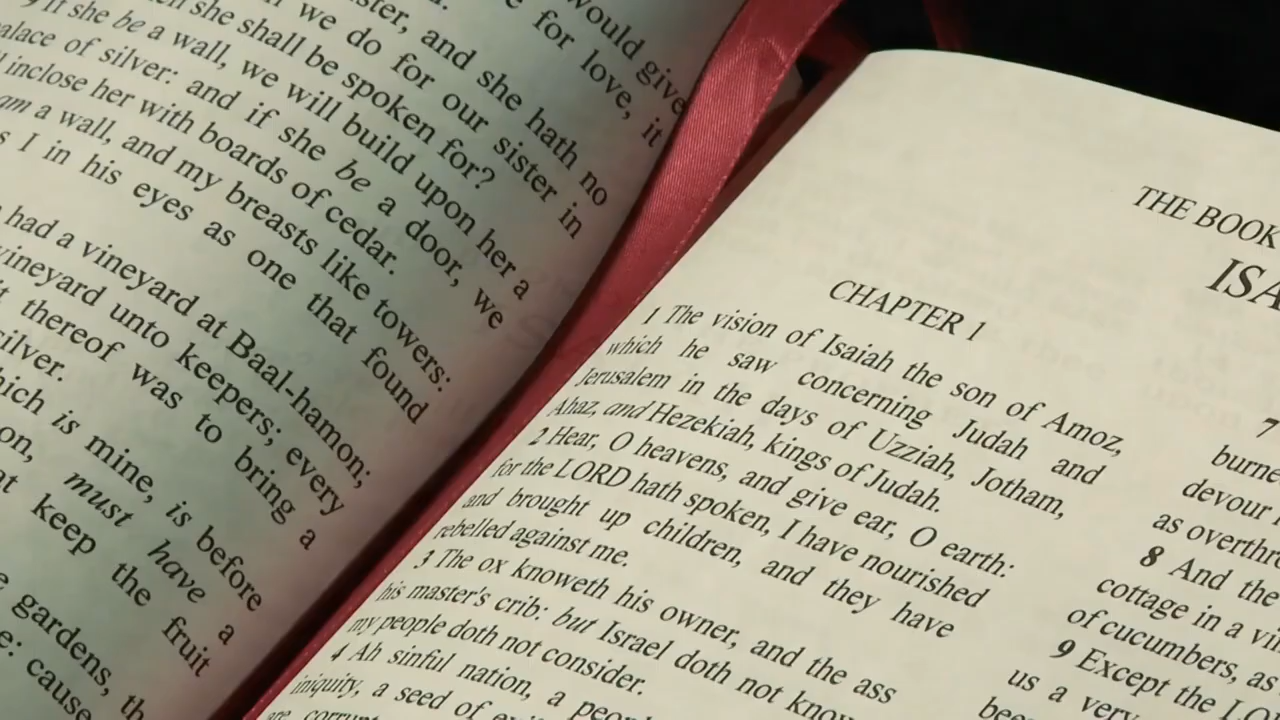 would give
for love, it
and she hath no
we do for our sister in
she shall be spoken for?
if she be a wall, we will build upon her a
of silver: and if she be a door, we
inclose her with boards of cedar.
am a wall, and my breasts like towers:
I in his eyes as one that found
had a vineyard at Baal-hamon;
vineyard unto keepers; every
thereof was to bring a
silver.
is mine, is before
must have a
keep the fruit
gardens,
cause
THE BOOK
ISA
CHAPTER 1
1 The vision of Isaiah the son of Amoz,
which he saw concerning Judah and
Jerusalem in the days of Uzziah, Jotham,
Ahaz, and Hezekiah, kings of Judah.
2 Hear, O heavens, and give ear, O earth:
for the LORD hath spoken, I have nourished
and brought up children, and they have
rebelled against me.
3 The ox knoweth his owner, and the ass
his master's crib: but Israel doth not know
my people doth not consider.
4 Ah sinful nation, a
iniquity, a seed of
7
burne
devour
as overthr
8 And the
cottage in a
of cucumbers, as
9 Except the
us a very